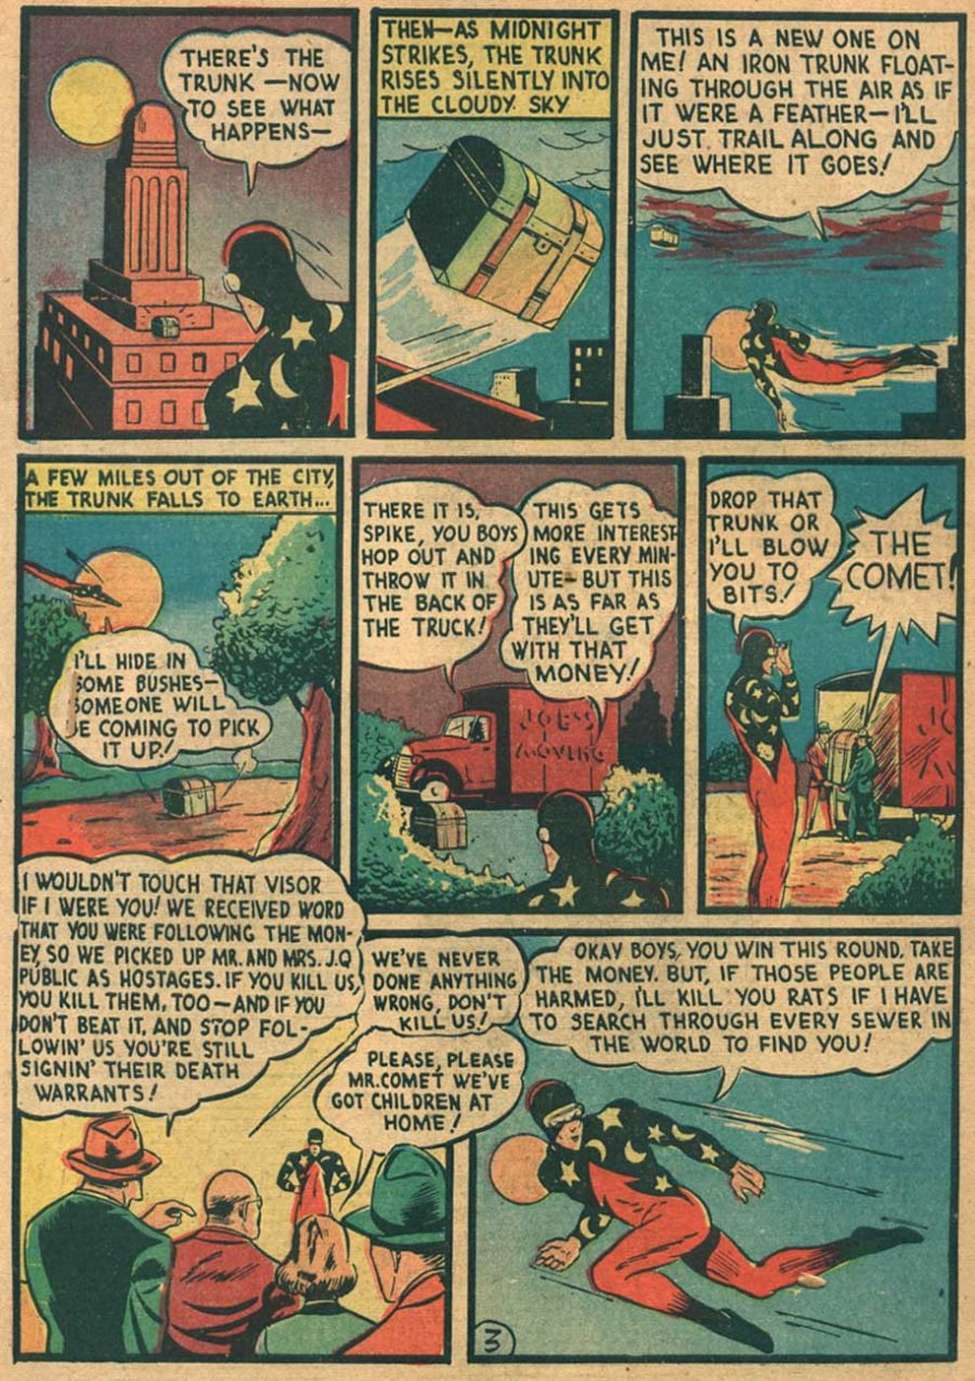 THERE'S THE
TRUNK — NOW
TO SEE WHAT
HAPPENS—
THEN—AS MIDNIGHT
STRIKES, THE TRUNK
RISES SILENTLY INTO
THE CLOUDY SKY
THIS IS A NEW ONE ON
ME! AN IRON TRUNK FLOAT-
ING THROUGH THE AIR AS IF
IT WERE A FEATHER—I'LL
JUST TRAIL ALONG AND
SEE WHERE IT GOES!
A FEW MILES OUT OF THE CITY,
THE TRUNK FALLS TO EARTH...
I'LL HIDE IN
SOME BUSHES—
SOMEONE WILL
BE COMING TO PICK
IT UP!
THERE IT IS,
SPIKE, YOU BOYS
HOP OUT AND
THROW IT IN
THE BACK OF
THE TRUCK!
THIS GETS
MORE INTEREST
ING EVERY MIN-
UTE— BUT THIS
IS AS FAR AS
THEY'LL GET
WITH THAT
MONEY!
JOE'S
MOVING
DROP THAT
TRUNK OR
I'LL BLOW
YOU TO
BITS!
THE
COMET!
JO
M
I WOULDN'T TOUCH THAT VISOR
IF I WERE YOU! WE RECEIVED WORD
THAT YOU WERE FOLLOWING THE MON-
EY, SO WE PICKED UP MR. AND MRS. J.Q
PUBLIC AS HOSTAGES. IF YOU KILL US,
YOU KILL THEM, TOO — AND IF YOU
DON'T BEAT IT, AND STOP FOL-
LOWIN' US YOU'RE STILL
SIGNIN' THEIR DEATH
WARRANTS!
WE'VE NEVER
DONE ANYTHING
WRONG, DON'T
KILL US!
PLEASE, PLEASE
MR. COMET WE'VE
GOT CHILDREN AT
HOME!
OKAY BOYS, YOU WIN THIS ROUND. TAKE
THE MONEY. BUT, IF THOSE PEOPLE ARE
HARMED, I'LL KILL YOU RATS IF I HAVE
TO SEARCH THROUGH EVERY SEWER IN
THE WORLD TO FIND YOU!
3